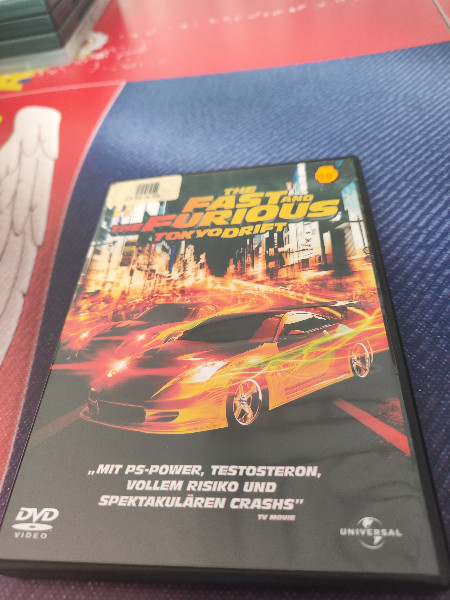 THE
FAST AND
THE FURIOUS
TOKYO DRIFT
„MIT PS-POWER, TESTOSTERON,
VOLLEM RISIKO UND
SPEKTAKULÄREN CRASHS"
TV MOVIE
DVD
VIDEO
UNIVERSAL